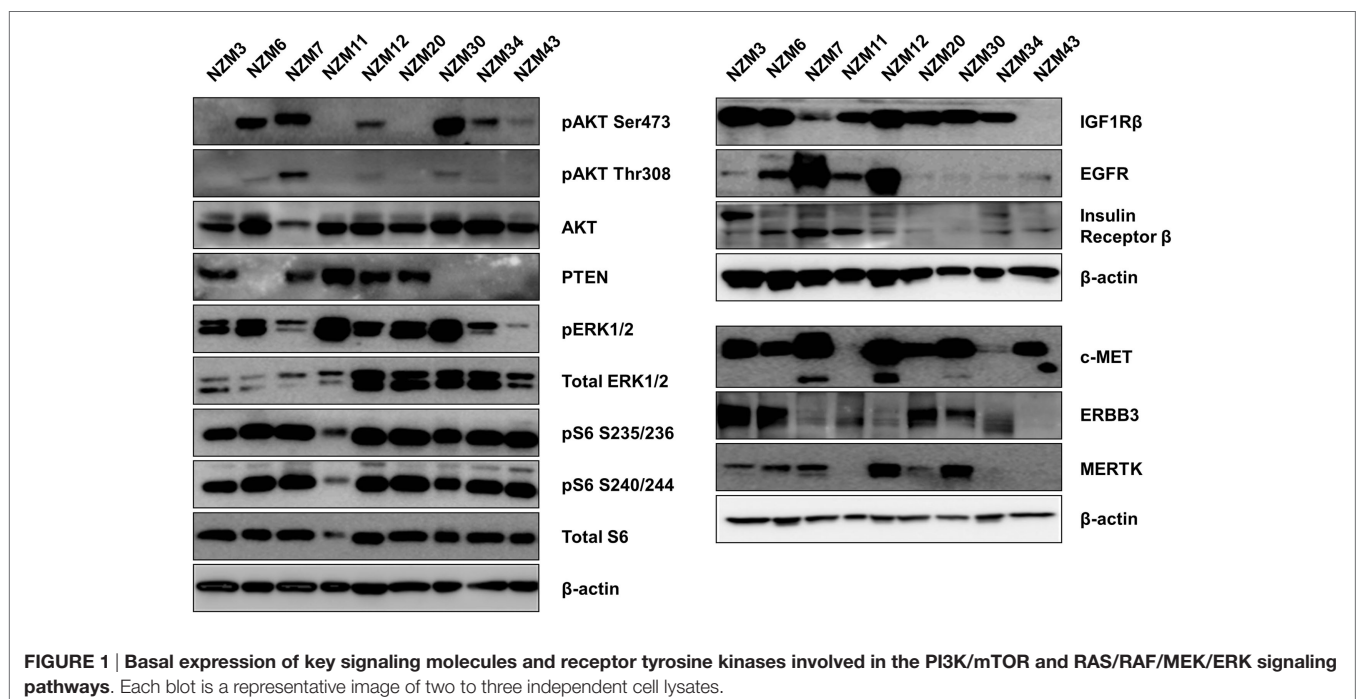 NZM3 NZM6 NZM7 NZM11 NZM12 NZM20 NZM30 NZM34 NZM43
pAKT Ser473
pAKT Thr308
AKT
PTEN
pERK1/2
Total ERK1/2
pS6 S235/236
pS6 S240/244
Total S6
β-actin
NZM3 NZM6 NZM7 NZM11 NZM12 NZM20 NZM30 NZM34 NZM43
IGF1Rβ
EGFR
Insulin
Receptor β
β-actin
c-MET
ERBB3
MERTK
β-actin
FIGURE 1 | Basal expression of key signaling molecules and receptor tyrosine kinases involved in the PI3K/mTOR and RAS/RAF/MEK/ERK signaling
pathways. Each blot is a representative image of two to three independent cell lysates.